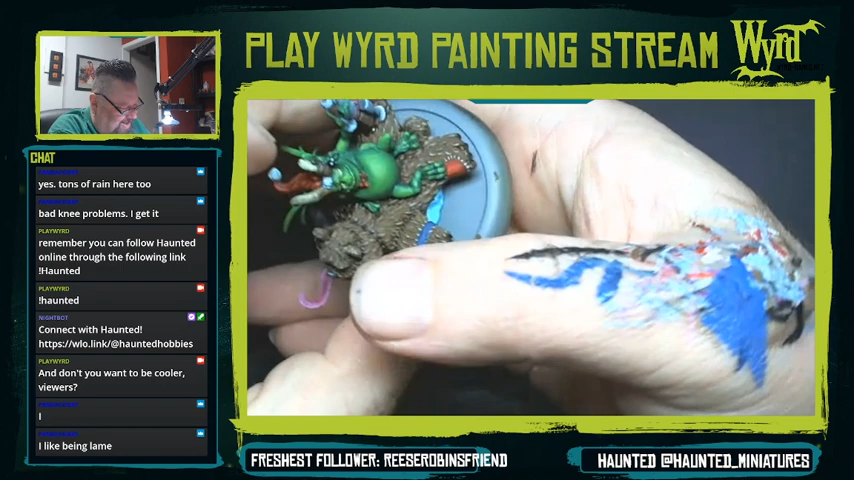 PLAY WYRD PAINTING STREAM
Wyrd
CHAT
yes. tons of rain here too
bad knee problems. I get it
PLAYWYRD
remember you can follow Haunted
online through the following link
!Haunted
PLAYWYRD
!haunted
NIGHTBOT
Connect with Haunted!
https://wlo.link/@hauntedhobbies
PLAYWYRD
And don't you want to be cooler,
viewers?
I
I like being lame
FRESHEST FOLLOWER: REESEROBINSFRIEND
HAUNTED @HAUNTED_MINIATURES